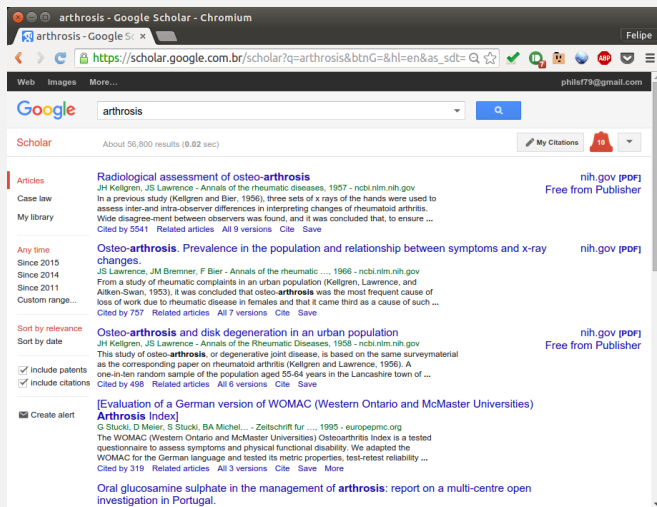 arthrosis - Google Scholar - Chromium
arthrosis - Google Sc
Felipe
https://scholar.google.com.br/scholar?q=arthrosis&btnG=&hl=en&as_sdt=
ABP
Web Images More...
philsf79@gmail.com
Google
arthrosis
Scholar
About 56,800 results (0.02 sec)
My Citations
10
Articles
Case law
My library
Any time
Since 2015
Since 2014
Since 2011
Custom range...
Sort by relevance
Sort by date
include patents
include citations
Create alert
Radiological assessment of osteo-arthrosis
JH Kellgren, JS Lawrence - Annals of the rheumatic diseases, 1957 - ncbi.nlm.nih.gov
In a previous study (Kellgren and Bier, 1956), three sets of x rays of the hands were used to
assess inter-and intra-observer differences in interpreting changes of rheumatoid arthritis.
Wide disagree-ment between observers was found, and it was concluded that, to ensure ...
Cited by 5541 Related articles All 9 versions Cite Save
nih.gov [PDF]
Free from Publisher
Osteo-arthrosis. Prevalence in the population and relationship between symptoms and x-ray
changes.
JS Lawrence, JM Bremner, F Bier - Annals of the rheumatic …, 1966 - ncbi.nlm.nih.gov
From a study of rheumatic complaints in an urban population (Kellgren, Lawrence, and
Aitken-Swan, 1953), it was concluded that osteo-arthrosis was the most frequent cause of
loss of work due to rheumatic disease in females and that it came third as a cause of such ...
Cited by 757 Related articles All 7 versions Cite Save
nih.gov [PDF]
Osteo-arthrosis and disk degeneration in an urban population
JH Kellgren, JS Lawrence - Annals of the Rheumatic Diseases, 1958 - ncbi.nlm.nih.gov
This study of osteo-arthrosis, or degenerative joint disease, is based on the same surveymaterial
as the corresponding paper on rheumatoid arthritis (Kellgren and Lawrence, 1956). A
one-in-ten random sample of the population aged 55-64 years in the Lancashire town of ...
Cited by 498 Related articles All 6 versions Cite Save
nih.gov [PDF]
Free from Publisher
[Evaluation of a German version of WOMAC (Western Ontario and McMaster Universities)
Arthrosis Index]
G Stucki, D Meier, S Stucki, BA Michel... - Zeitschrift fur …, 1995 - europepmc.org
The WOMAC (Western Ontario and McMaster Universities) Osteoarthritis Index is a tested
questionnaire to assess symptoms and physical functional disability. We adapted the
WOMAC for the German language and tested its metric properties, test-retest reliability ...
Cited by 319 Related articles All 3 versions Cite Save More
Oral glucosamine sulphate in the management of arthrosis: report on a multi-centre open
investigation in Portugal.